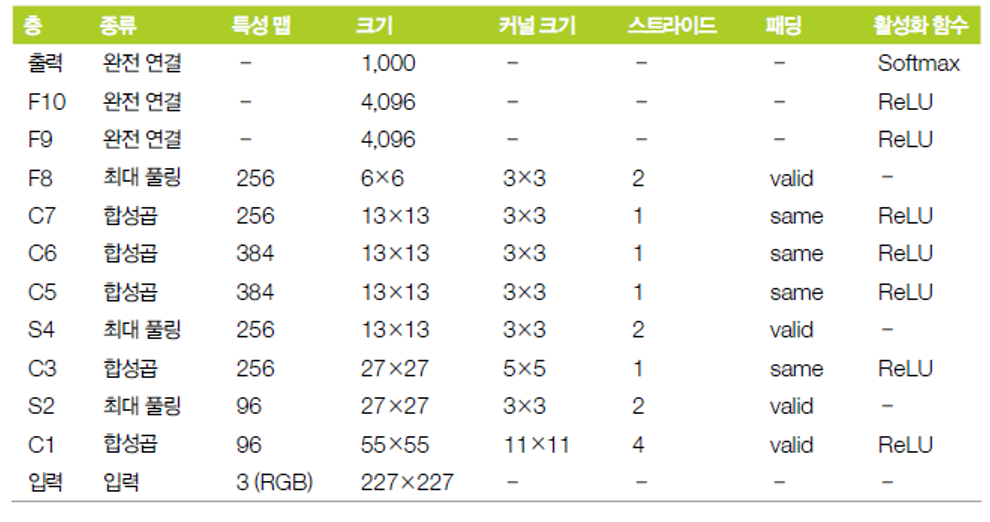 층 종류 특성 맵 크기 커널 크기 스트라이드 패딩 활성화 함수
출력 완전 연결 – 1,000 – – – Softmax
F10 완전 연결 – 4,096 – – – ReLU
F9 완전 연결 – 4,096 – – – ReLU
F8 최대 풀링 256 6×6 3×3 2 valid –
C7 합성곱 256 13×13 3×3 1 same ReLU
C6 합성곱 384 13×13 3×3 1 same ReLU
C5 합성곱 384 13×13 3×3 1 same ReLU
S4 최대 풀링 256 13×13 3×3 2 valid –
C3 합성곱 256 27×27 5×5 1 same ReLU
S2 최대 풀링 96 27×27 3×3 2 valid –
C1 합성곱 96 55×55 11×11 4 valid ReLU
입력 입력 3 (RGB) 227×227 – – – –